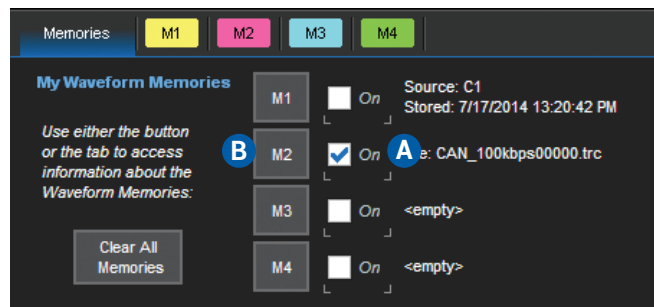 Memories M1 M2 M3 M4
My Waveform Memories
Use either the button
or the tab to access
information about the
Waveform Memories:
Clear All
Memories
M1 On Source: C1
Stored: 7/17/2014 13:20:42 PM
B M2 On A e: CAN_100kbps00000.trc
M3 On <empty>
M4 On <empty>